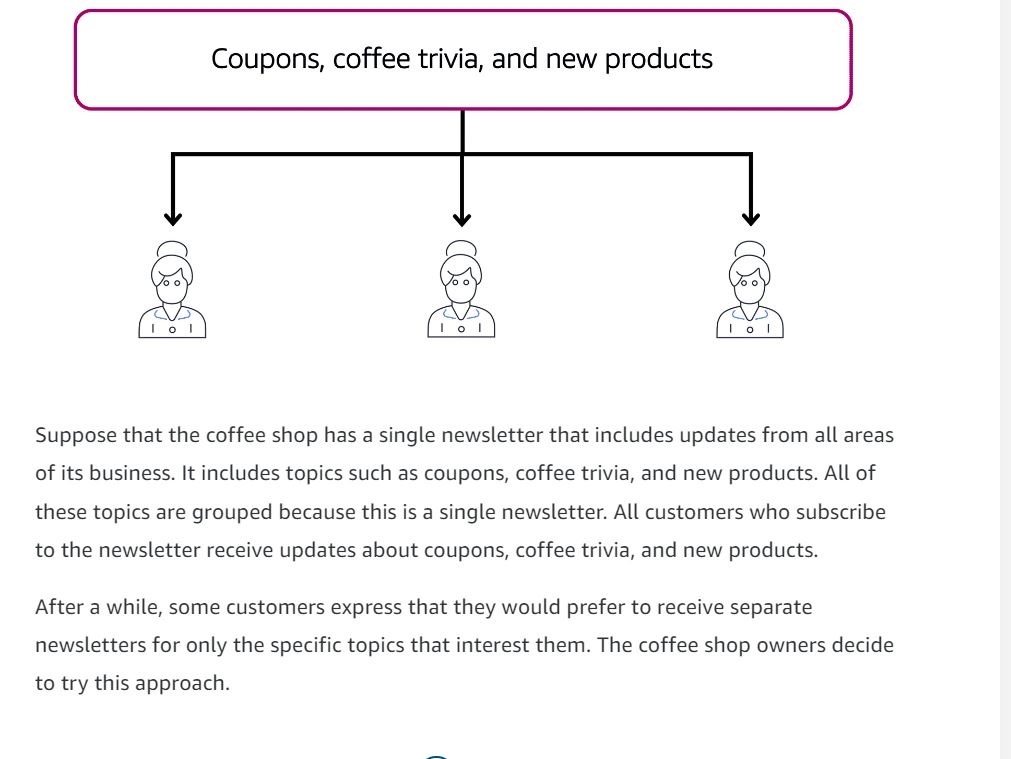 Coupons, coffee trivia, and new products
Suppose that the coffee shop has a single newsletter that includes updates from all areas
of its business. It includes topics such as coupons, coffee trivia, and new products. All of
these topics are grouped because this is a single newsletter. All customers who subscribe
to the newsletter receive updates about coupons, coffee trivia, and new products.
After a while, some customers express that they would prefer to receive separate
newsletters for only the specific topics that interest them. The coffee shop owners decide
to try this approach.